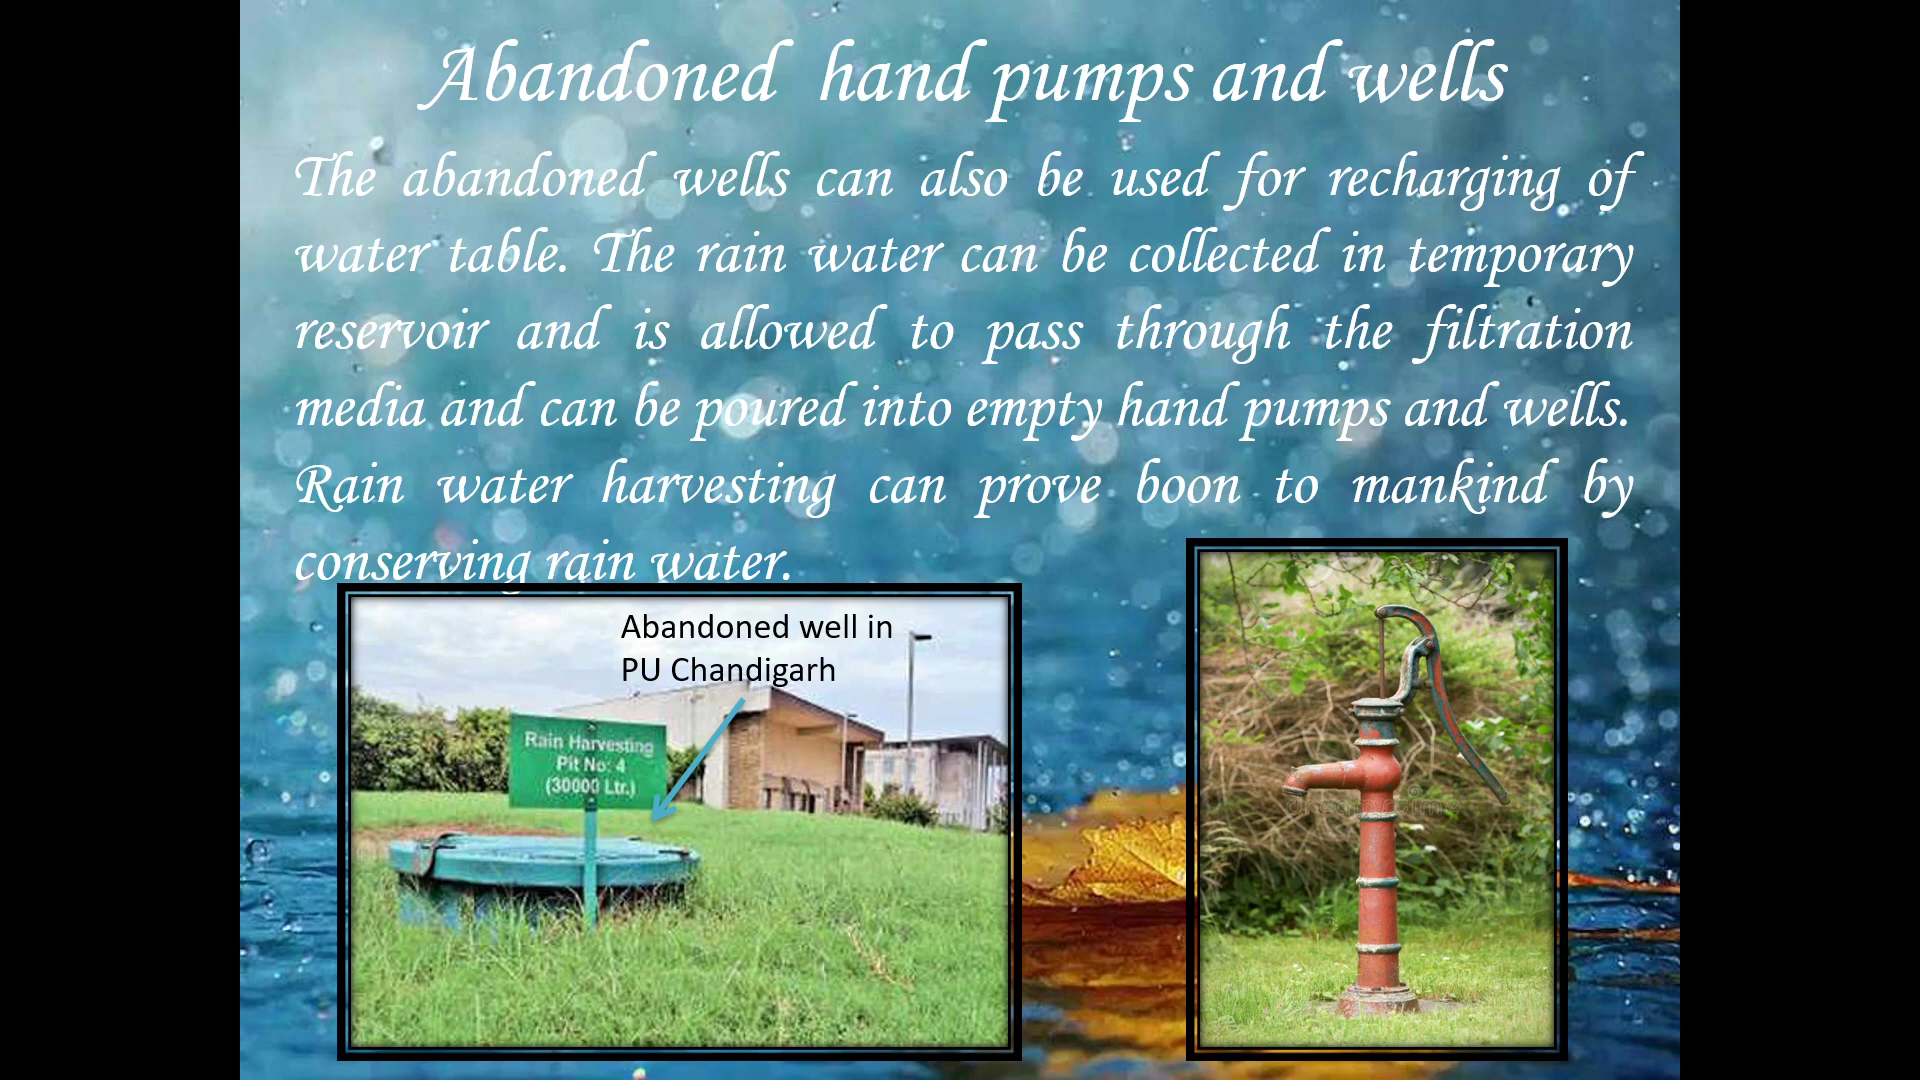 Abandoned hand pumps and wells
The abandoned wells can also be used for recharging of
water table. The rain water can be collected in temporary
reservoir and is allowed to pass through the filtration
media and can be poured into empty hand pumps and wells.
Rain water harvesting can prove boon to mankind by
conserving rain water.
Abandoned well in
PU Chandigarh
Rain Harvesting
Pit No: 4
(30000 Ltr.)